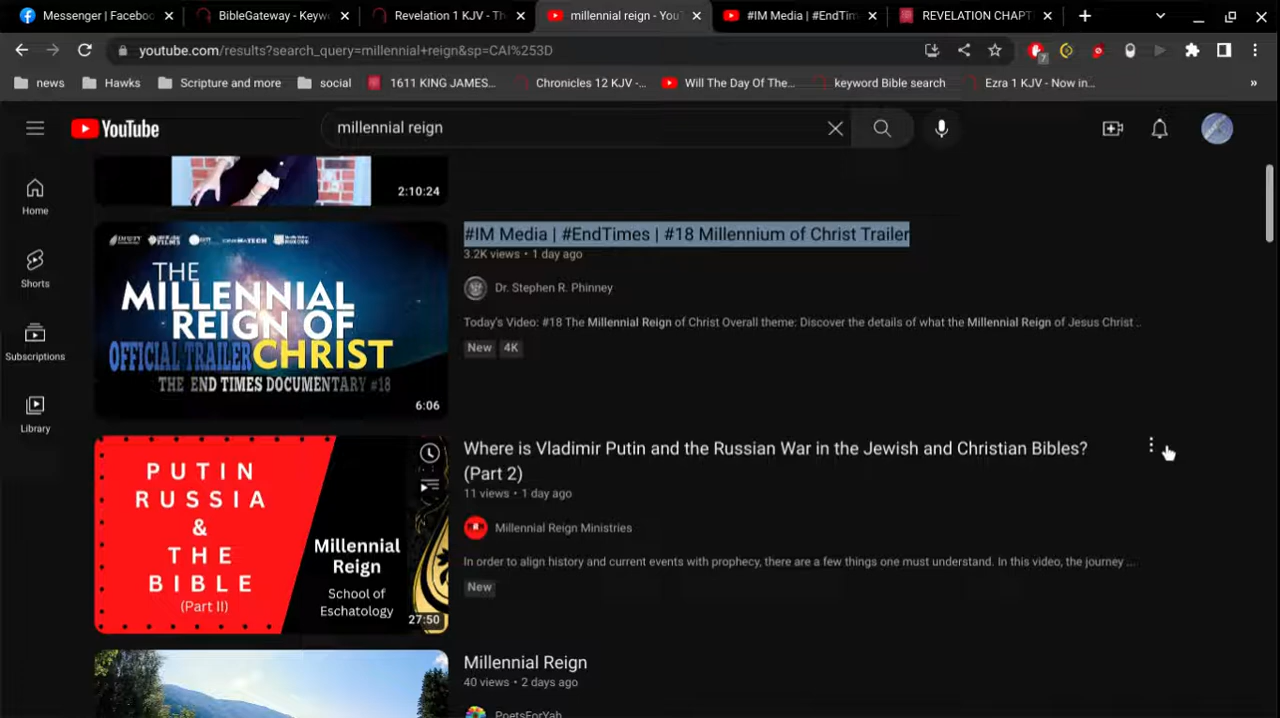 Messenger | Faceboo
BibleGateway - Keyw
Revelation 1 KJV - Th
millennial reign - You
#IM Media | #EndTim
REVELATION CHAPT
youtube.com/results?search_query=millennial+reign&sp=CAI%253D
7
news
Hawks
Scripture and more
social
1611 KING JAMES...
Chronicles 12 KJV -...
Will The Day Of The...
keyword Bible search
Ezra 1 KJV - Now in...
»
YouTube
millennial reign
Home
Shorts
Subscriptions
Library
2:10:24
THE
MILLENNIAL
REIGN OF
OFFICIAL TRAILER CHRIST
THE END TIMES DOCUMENTARY #18
6:06
#IM Media | #EndTimes | #18 Millennium of Christ Trailer
3.2K views • 1 day ago
Dr. Stephen R. Phinney
Today's Video: #18 The Millennial Reign of Christ Overall theme: Discover the details of what the Millennial Reign of Jesus Christ ..
New 4K
PUTIN
RUSSIA
&
THE
BIBLE
(Part II)
Millennial
Reign
School of
Eschatology
27:50
Where is Vladimir Putin and the Russian War in the Jewish and Christian Bibles?
(Part 2)
11 views • 1 day ago
Millennial Reign Ministries
In order to align history and current events with prophecy, there are a few things one must understand. In this video, the journey ...
New
Millennial Reign
40 views • 2 days ago
PoetsForYah